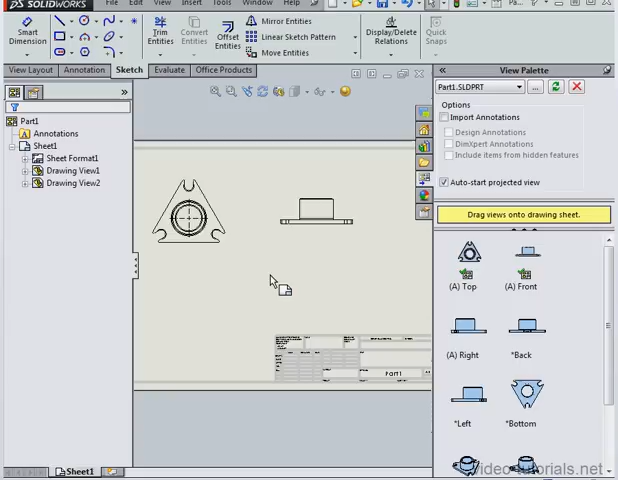 SOLIDWORKS
File Edit View Insert Tools Window Help
Smart Dimension
Trim Entities
Convert Entities
Offset Entities
Mirror Entities
Linear Sketch Pattern
Move Entities
Display/Delete Relations
Quick Snaps
View Layout Annotation Sketch Evaluate Office Products
View Palette
Part1.SLDPRT
Options
Import Annotations
Design Annotations
DimXpert Annotations
Include items from hidden features
Auto-start projected view
Drag views onto drawing sheet.
Part1
Annotations
Sheet1
Sheet Format1
Drawing View1
Drawing View2
Part1
(A) Top
(A) Front
(A) Right
*Back
*Left
*Bottom
Sheet1
video-tutorials.net